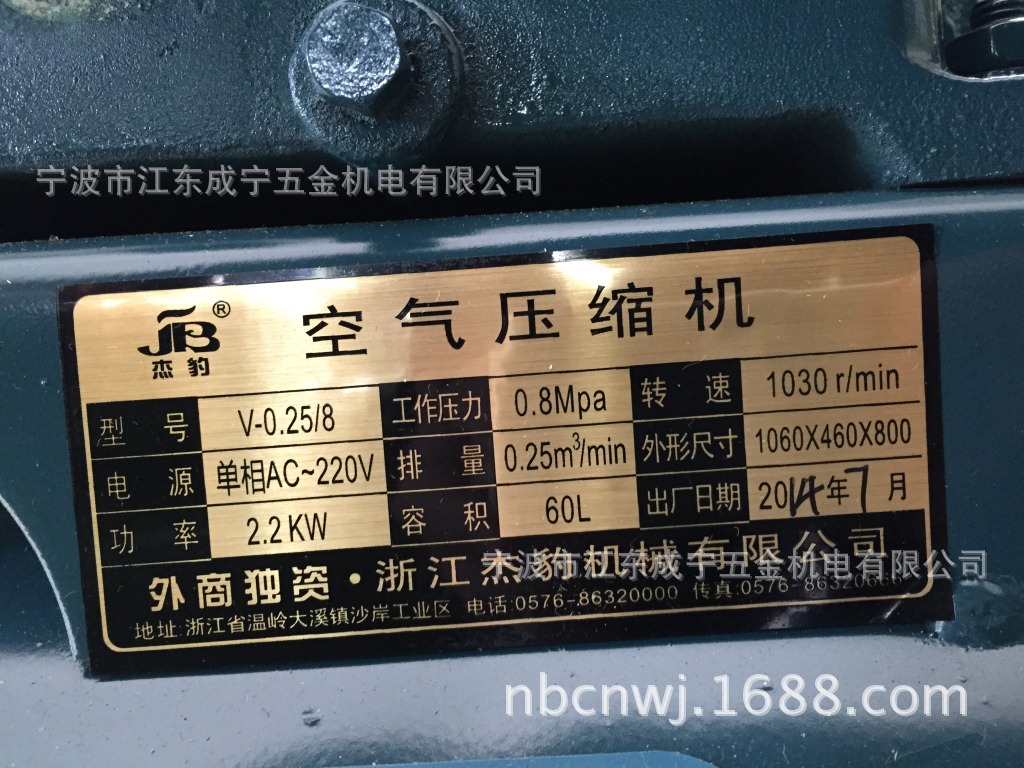 宁波市江东成宁五金机电有限公司
JB®
杰豹
空气压缩机
型号 V-0.25/8 工作压力 0.8Mpa 转速 1030 r/min
电源 单相AC~220V 排量 0.25m³/min 外形尺寸 1060X460X800
功率 2.2KW 容积 60L 出厂日期 2014年7月
外商独资·浙江杰豹机械有限公司
宁波市江东成宁五金机电有限公司
地址:浙江省温岭大溪镇沙岸工业区 电话:0576-86320000 传真:0576-86320666
nbcnwj.1688.com